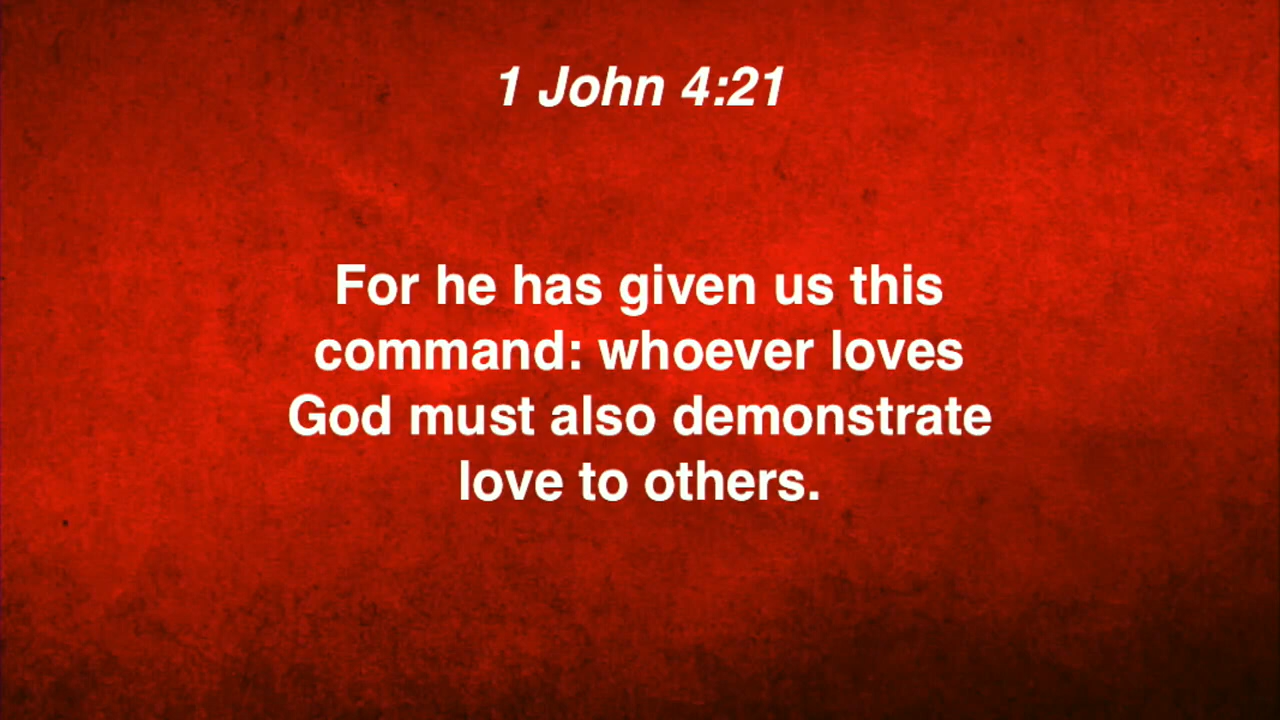 1 John 4:21
For he has given us this
command: whoever loves
God must also demonstrate
love to others.